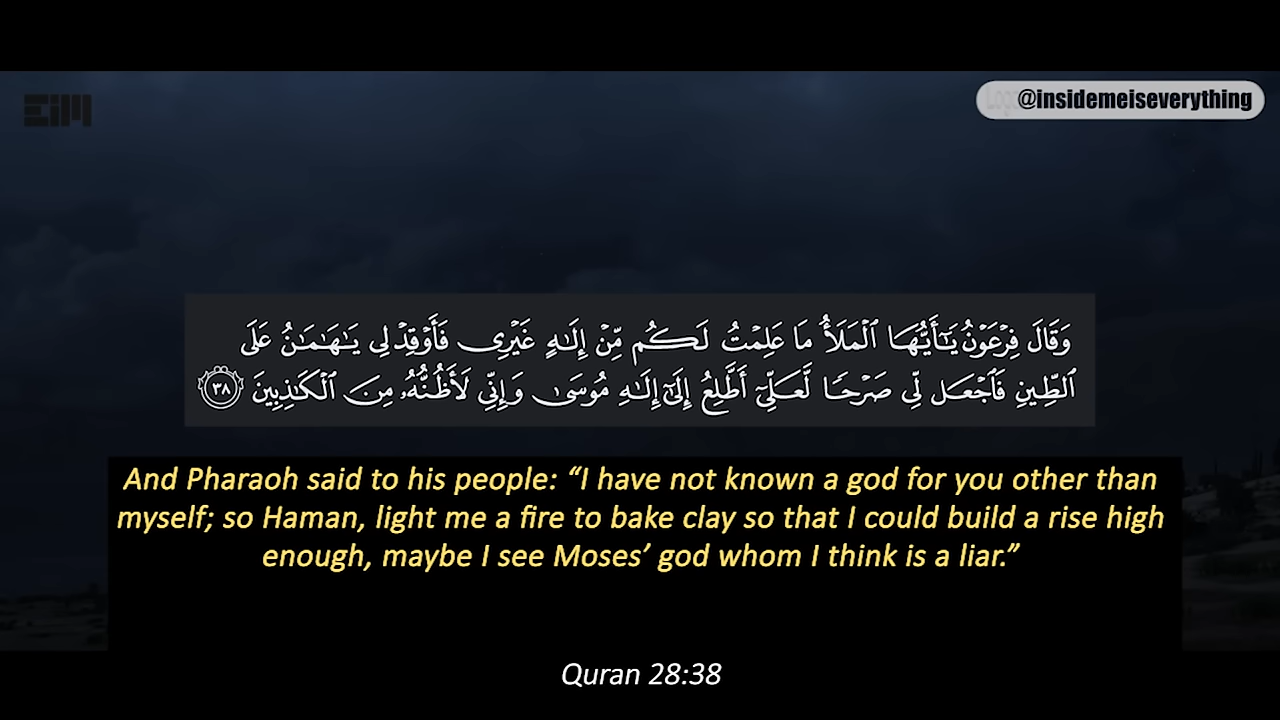 @insidemeiseverything
وَقَالَ فِرْعَوْنُ يَـٰٓأَيُّهَا ٱلْمَلَأُ مَا عَلِمْتُ لَكُم مِّنْ إِلَـٰهٍ غَيْرِى فَأَوْقِدْ لِى يَـٰهَـٰمَـٰنُ عَلَى
ٱلطِّينِ فَٱجْعَل لِّى صَرْحًا لَّعَلِّىٓ أَطَّلِعُ إِلَىٰٓ إِلَـٰهِ مُوسَىٰ وَإِنِّى لَأَظُنُّهُۥ مِنَ ٱلْكَـٰذِبِينَ ٣٨
And Pharaoh said to his people: “I have not known a god for you other than
myself; so Haman, light me a fire to bake clay so that I could build a rise high
enough, maybe I see Moses’ god whom I think is a liar.”
Quran 28:38